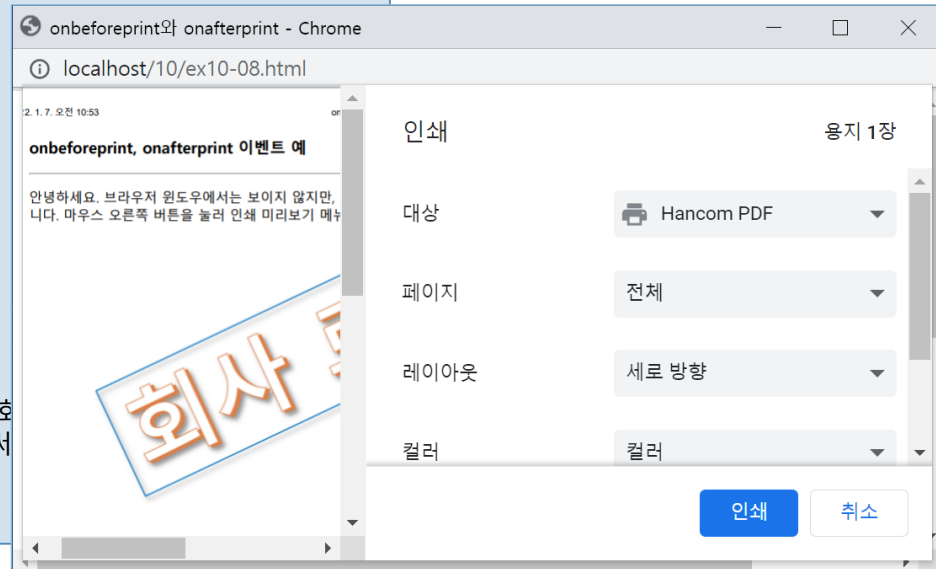 onbeforeprint와 onafterprint - Chrome
localhost/10/ex10-08.html
2. 1. 7. 오전 10:53
on
onbeforeprint, onafterprint 이벤트 예
안녕하세요. 브라우저 윈도우에서는 보이지 않지만,
니다. 마우스 오른쪽 버튼을 눌러 인쇄 미리보기 메뉴
회사
인쇄
용지 1장
대상
Hancom PDF
페이지
전체
레이아웃
세로 방향
컬러
컬러
인쇄
취소